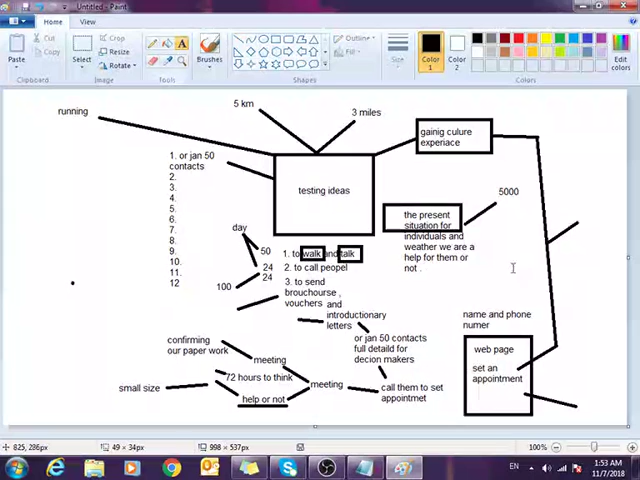 Untitled - Paint
Home
View
Paste
Cut
Copy
Clipboard
Select
Crop
Resize
Rotate
Image
Tools
Brushes
Shapes
Outline
Fill
Size
Color 1
Color 2
Colors
Edit colors
running
5 km
3 miles
gainig culure
experiace
1. or jan 50
contacts
2.
3.
4.
5.
6.
7.
8.
9.
10.
11.
12
testing ideas
5000
the present
situation for
individuals and
weather we are a
help for them or
not .
day
50
24
24
100
1. to walk and talk
2. to call peopel
3. to send
brouchourse ,
vouchers
and
introductionary
letters
name and phone
numer
web page
set an
appointment
or jan 50 contacts
full detaild for
decion makers
confirming
our paper work
meeting
72 hours to think
meeting
small size
help or not
call them to set
appointmet
825, 286px
49 × 34px
998 × 537px
100%
EN
1:53 AM
11/7/2018